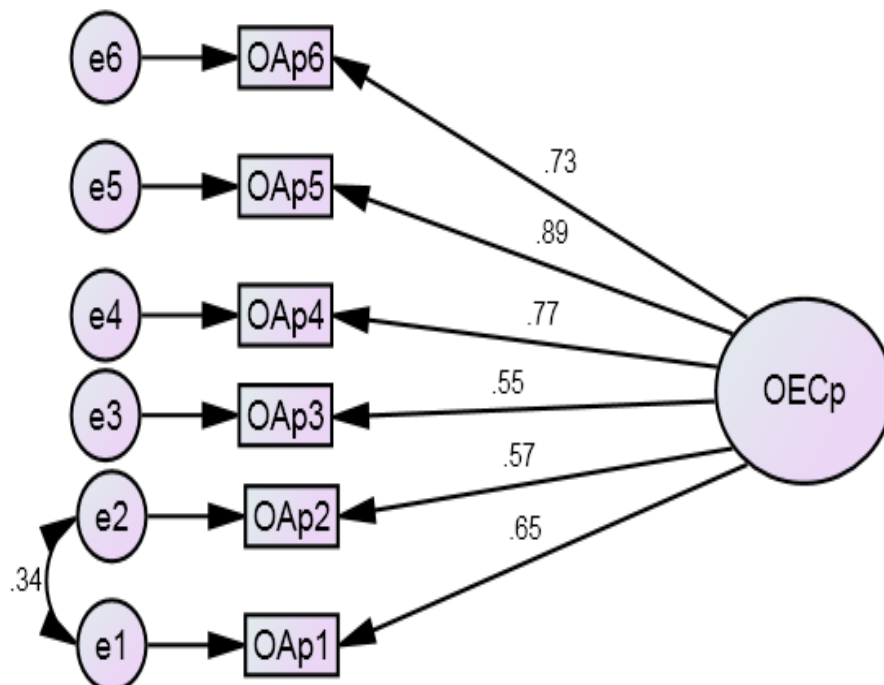 e6
OAp6
.73
e5
OAp5
.89
e4
OAp4
.77
e3
OAp3
.55
OECp
e2
OAp2
.57
.34
.65
e1
OAp1